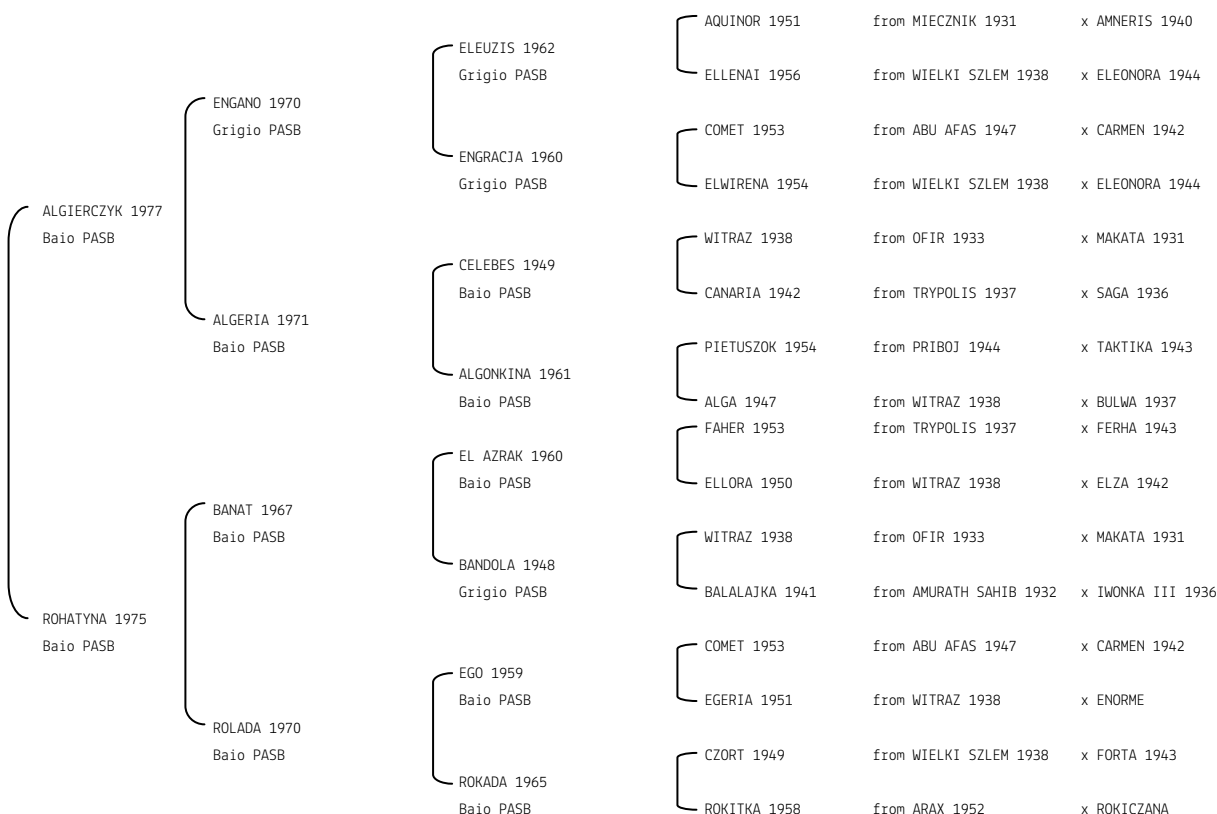 AQUINOR 1951 from MIECZNIK 1931 x AMNERIS 1940
ELEUZIS 1962
Grigio PASB
ELLENAI 1956 from WIELKI SZLEM 1938 x ELEONORA 1944
ENGANO 1970
Grigio PASB
COMET 1953 from ABU AFAS 1947 x CARMEN 1942
ENGRACJA 1960
Grigio PASB
ELWIRENA 1954 from WIELKI SZLEM 1938 x ELEONORA 1944
ALGIERCZYK 1977
Baio PASB
WITRAZ 1938 from OFIR 1933 x MAKATA 1931
CELEBES 1949
Baio PASB
CANARIA 1942 from TRYPOLIS 1937 x SAGA 1936
ALGERIA 1971
Baio PASB
PIETUSZOK 1954 from PRIBOJ 1944 x TAKTIKA 1943
ALGONKINA 1961
Baio PASB
ALGA 1947 from WITRAZ 1938 x BULWA 1937
FAHER 1953 from TRYPOLIS 1937 x FERHA 1943
EL AZRAK 1960
Baio PASB
ELLORA 1950 from WITRAZ 1938 x ELZA 1942
BANAT 1967
Baio PASB
WITRAZ 1938 from OFIR 1933 x MAKATA 1931
BANDOLA 1948
Grigio PASB
BALALAJKA 1941 from AMURATH SAHIB 1932 x IWONKA III 1936
ROHATYNA 1975
Baio PASB
COMET 1953 from ABU AFAS 1947 x CARMEN 1942
EGO 1959
Baio PASB
EGERIA 1951 from WITRAZ 1938 x ENORME
ROLADA 1970
Baio PASB
CZORT 1949 from WIELKI SZLEM 1938 x FORTA 1943
ROKADA 1965
Baio PASB
ROKITKA 1958 from ARAX 1952 x ROKICZANA